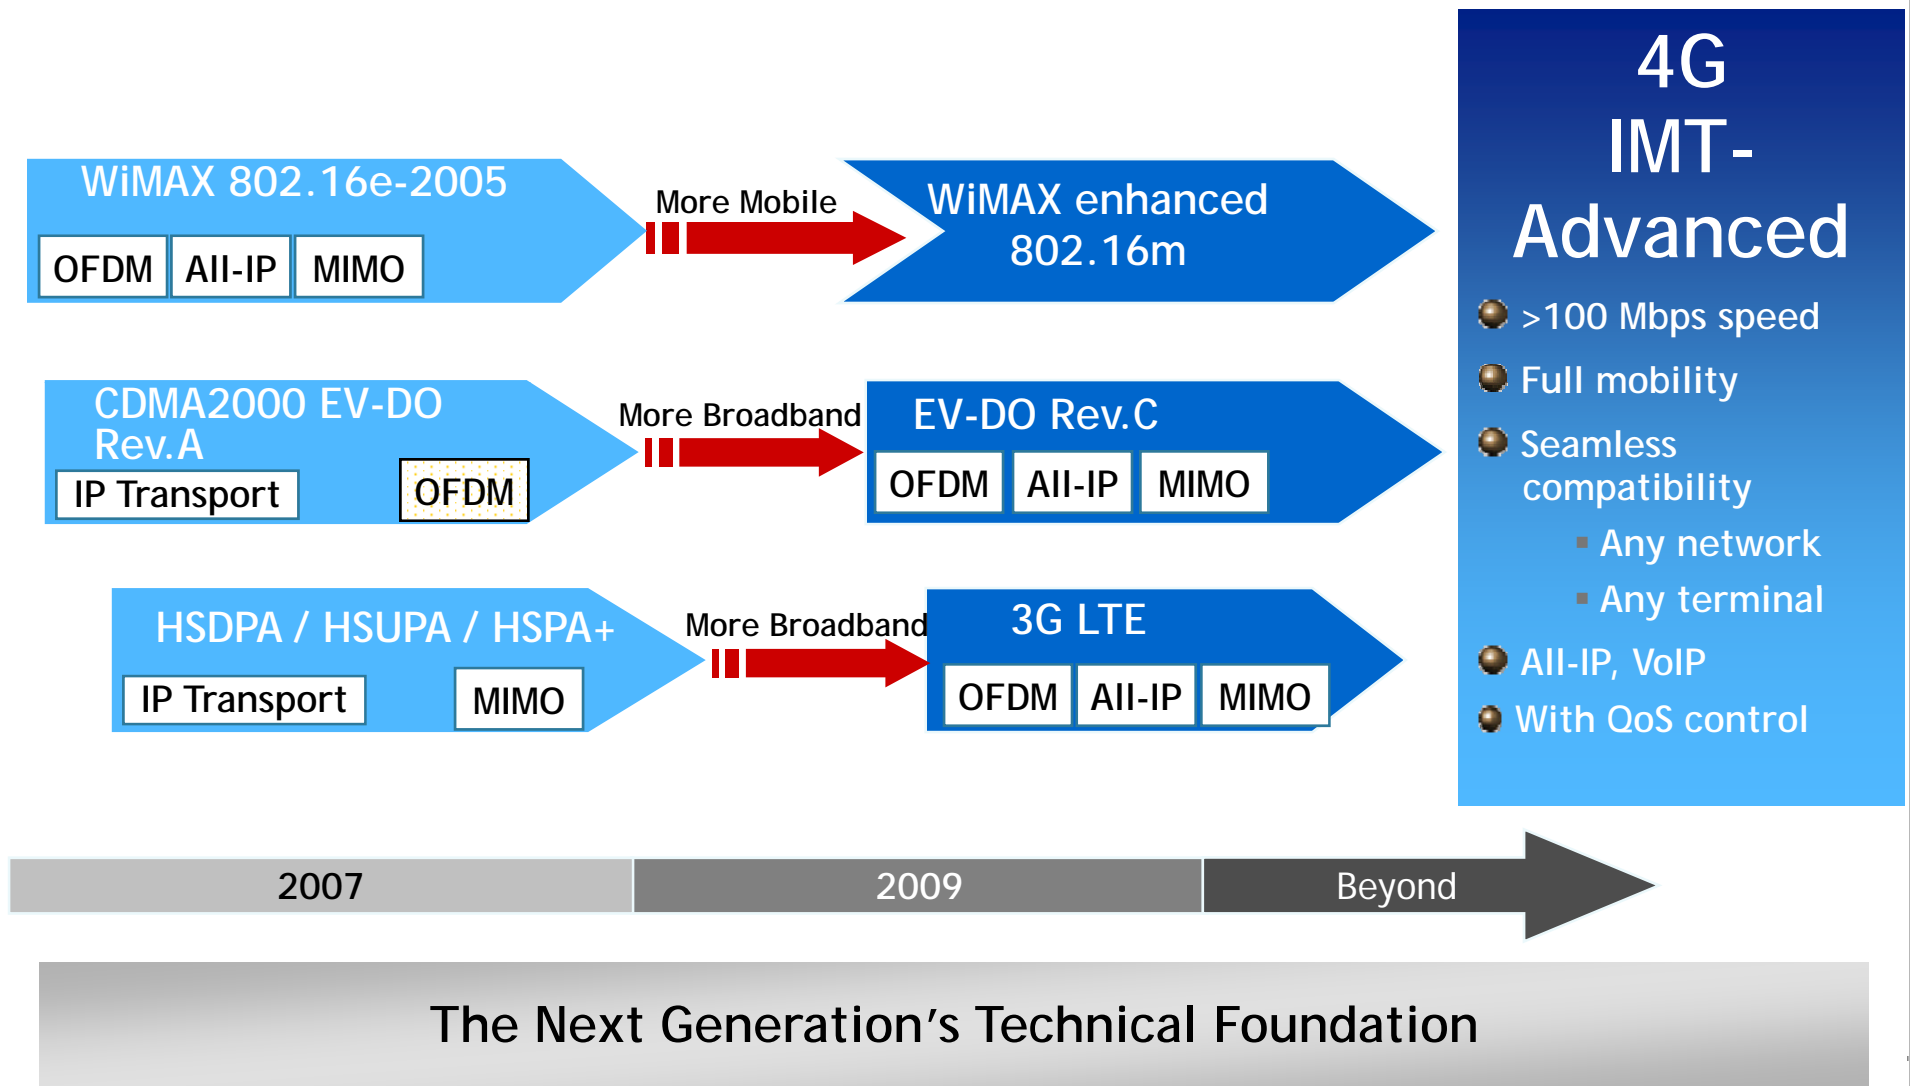 4G
IMT-
Advanced
>100 Mbps speed
Full mobility
Seamless
compatibility
Any network
Any terminal
All-IP, VoIP
With QoS control
WiMAX 802.16e-2005
OFDM
All-IP
MIMO
More Mobile
WiMAX enhanced
802.16m
CDMA2000 EV-DO
Rev.A
IP Transport
OFDM
More Broadband
EV-DO Rev.C
OFDM
All-IP
MIMO
HSDPA / HSUPA / HSPA+
IP Transport
MIMO
More Broadband
3G LTE
OFDM
All-IP
MIMO
2007
2009
Beyond
The Next Generation’s Technical Foundation